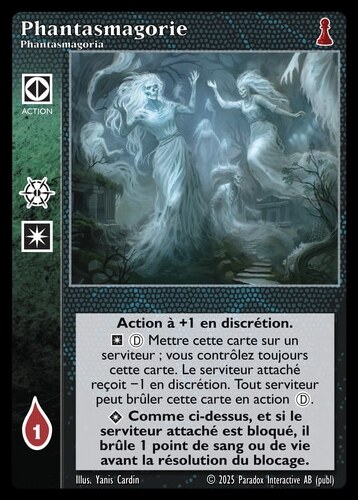 Phantasmagorie
Phantasmagoria
ACTION
Action à +1 en discrétion.
Ⓓ Mettre cette carte sur un
serviteur ; vous contrôlez toujours
cette carte. Le serviteur attaché
reçoit −1 en discrétion. Tout serviteur
peut brûler cette carte en action Ⓓ.
Comme ci-dessus, et si le
serviteur attaché est bloqué, il
brûle 1 point de sang ou de vie
avant la résolution du blocage.
1
Illus. Yanis Cardin
© 2025 Paradox Interactive AB (publ)